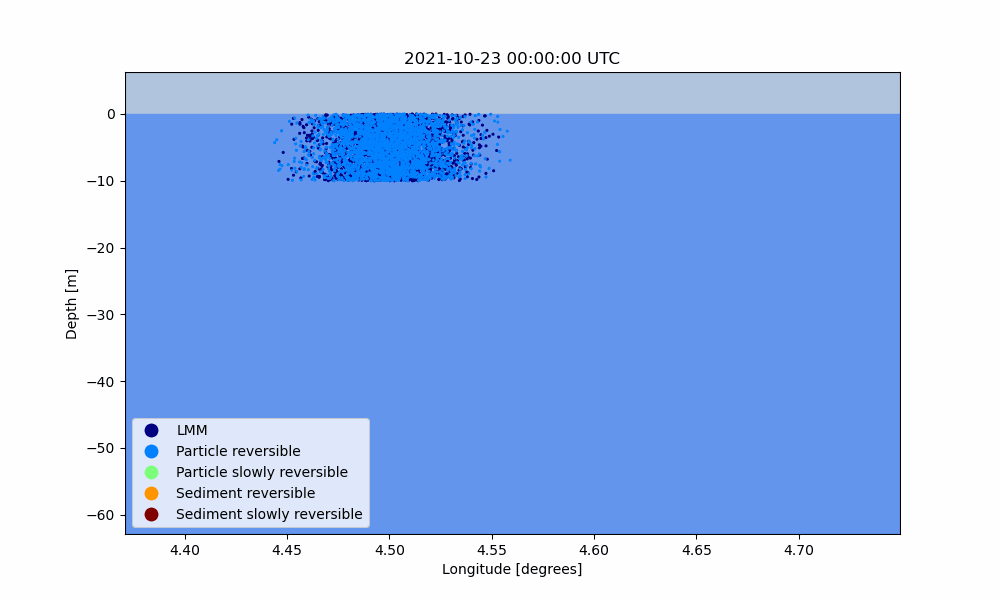 2021-10-23 00:00:00 UTC
0
−10
−20
−30
−40
−50
−60
Depth [m]
LMM
Particle reversible
Particle slowly reversible
Sediment reversible
Sediment slowly reversible
4.40 4.45 4.50 4.55 4.60 4.65 4.70
Longitude [degrees]